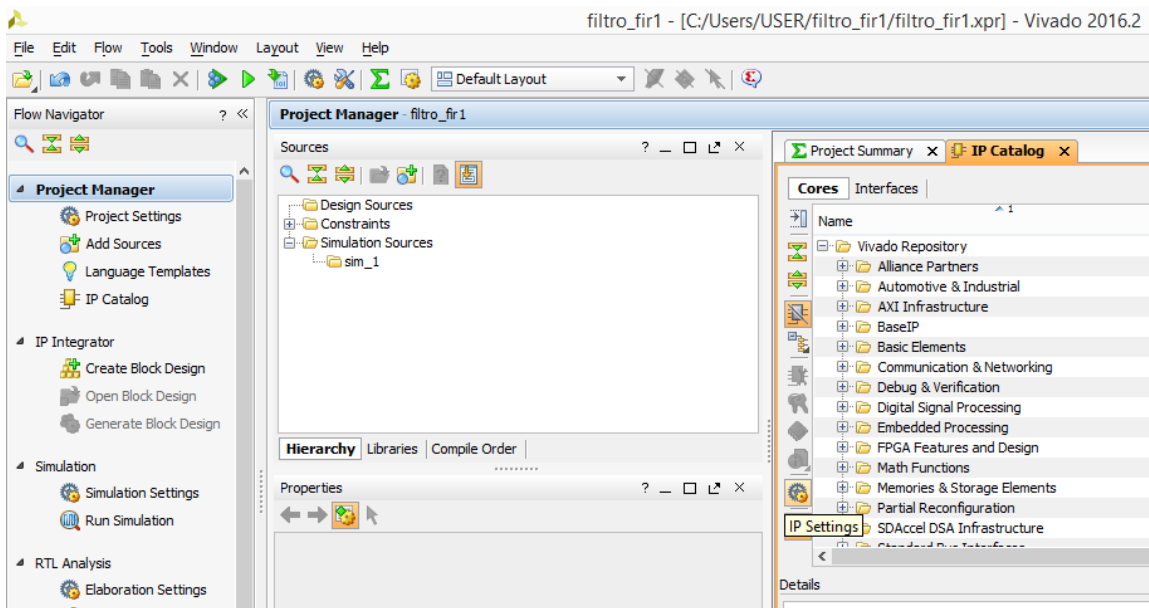 filtro_fir1 - [C:/Users/USER/filtro_fir1/filtro_fir1.xpr] - Vivado 2016.2
File Edit Flow Tools Window Layout View Help
Default Layout
Flow Navigator ? «
Project Manager
Project Settings
Add Sources
Language Templates
IP Catalog
IP Integrator
Create Block Design
Open Block Design
Generate Block Design
Simulation
Simulation Settings
Run Simulation
RTL Analysis
Elaboration Settings
Project Manager - filtro_fir1
Sources
Design Sources
Constraints
Simulation Sources
sim_1
Hierarchy Libraries Compile Order
Properties
Project Summary IP Catalog
Cores Interfaces
Name 1
Vivado Repository
Alliance Partners
Automotive & Industrial
AXI Infrastructure
BaseIP
Basic Elements
Communication & Networking
Debug & Verification
Digital Signal Processing
Embedded Processing
FPGA Features and Design
Math Functions
Memories & Storage Elements
Partial Reconfiguration
IP Settings
SDAccel DSA Infrastructure
Standard Bus Interfaces
Details